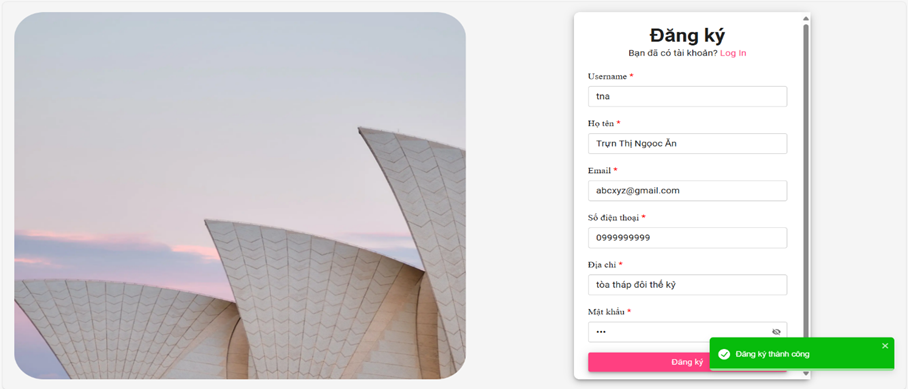 Đăng ký
Bạn đã có tài khoản? Log In
Username *
tna
Họ tên *
Trựn Thị Ngọoc Ẫn
Email *
abcxyz@gmail.com
Số điện thoại *
0999999999
Địa chỉ *
tòa tháp đôi thế kỷ
Mật khẩu *
•••
Đăng ký
Đăng ký thành công